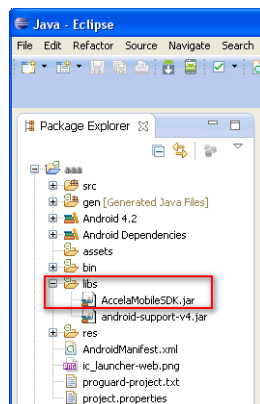 Java - Eclipse
File Edit Refactor Source Navigate Search
Package Explorer
aaa
src
gen [Generated Java Files]
Android 4.2
Android Dependencies
assets
bin
libs
AccelaMobileSDK.jar
android-support-v4.jar
res
AndroidManifest.xml
ic_launcher-web.png
proguard-project.txt
project.properties